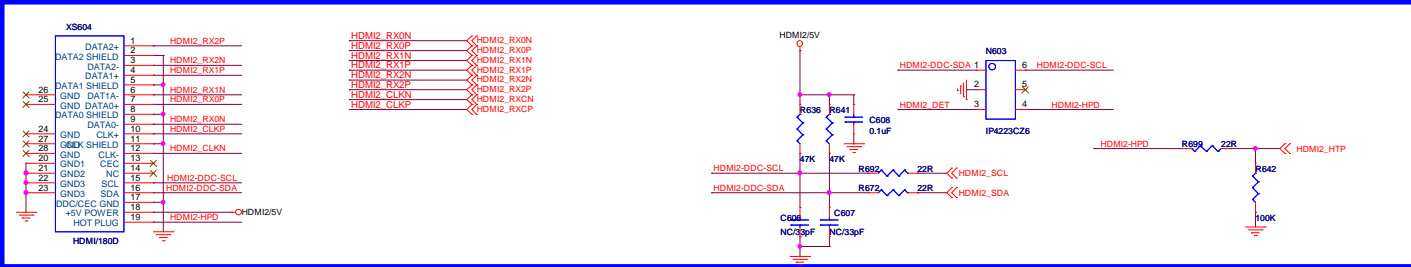 XS604
DATA2+ 1 HDMI2_RX2P
DATA2 SHIELD 2
DATA2- 3 HDMI2_RX2N
DATA1+ 4 HDMI2_RX1P
DATA1 SHIELD 5
26 GND DAT1A- 6 HDMI2_RX1N
25 GND DATA0+ 7 HDMI2_RX0P
DATA0 SHIELD 8
DATA0- 9 HDMI2_RX0N
24 GND CLK+ 10 HDMI2_CLKP
27 GND SHIELD 11
28 GND CLK- 12 HDMI2_CLKN
20 GND1 CEC 13
21 GND2 NC 14
22 GND3 SCL 15 HDMI2-DDC-SCL
23 GND3 SDA 16 HDMI2-DDC-SDA
DDC/CEC GND 17
+5V POWER 18 HDMI2/5V
HOT PLUG 19 HDMI2-HPD
HDMI/180D
HDMI2_RX0N HDMI2_RX0N
HDMI2_RX0P HDMI2_RX0P
HDMI2_RX1N HDMI2_RX1N
HDMI2_RX1P HDMI2_RX1P
HDMI2_RX2N HDMI2_RX2N
HDMI2_RX2P HDMI2_RX2P
HDMI2_CLKN HDMI2_RXCN
HDMI2_CLKP HDMI2_RXCP
HDMI2/5V
R636 R641
C608
0.1uF
47K 47K
HDMI2-DDC-SCL R692 22R HDMI2_SCL
HDMI2-DDC-SDA R672 22R HDMI2_SDA
C606 C607
NC/33pF NC/33pF
N603
HDMI2-DDC-SDA 1 6 HDMI2-DDC-SCL
2 5
HDMI2_DET 3 4 HDMI2-HPD
IP4223CZ6
HDMI2-HPD R699 22R HDMI2_HTP
R642
100K